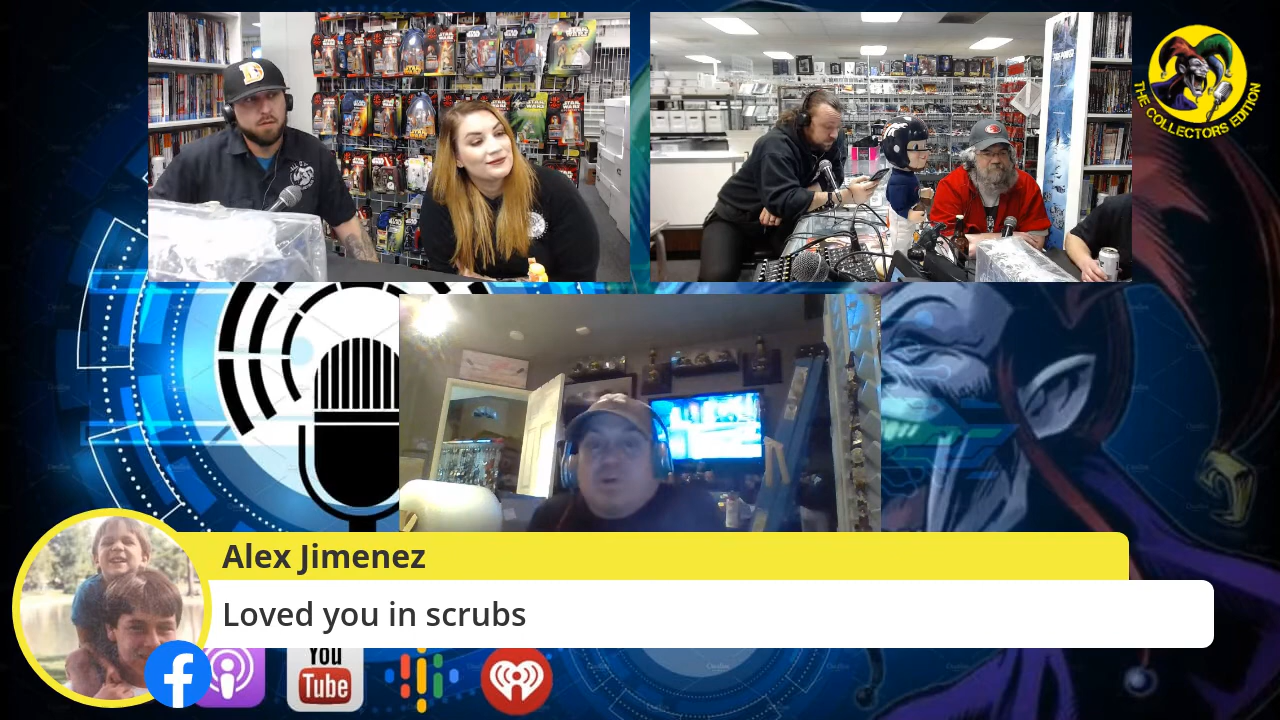 THE COLLECTORS EDITION
Alex Jimenez
Loved you in scrubs
You
Tube